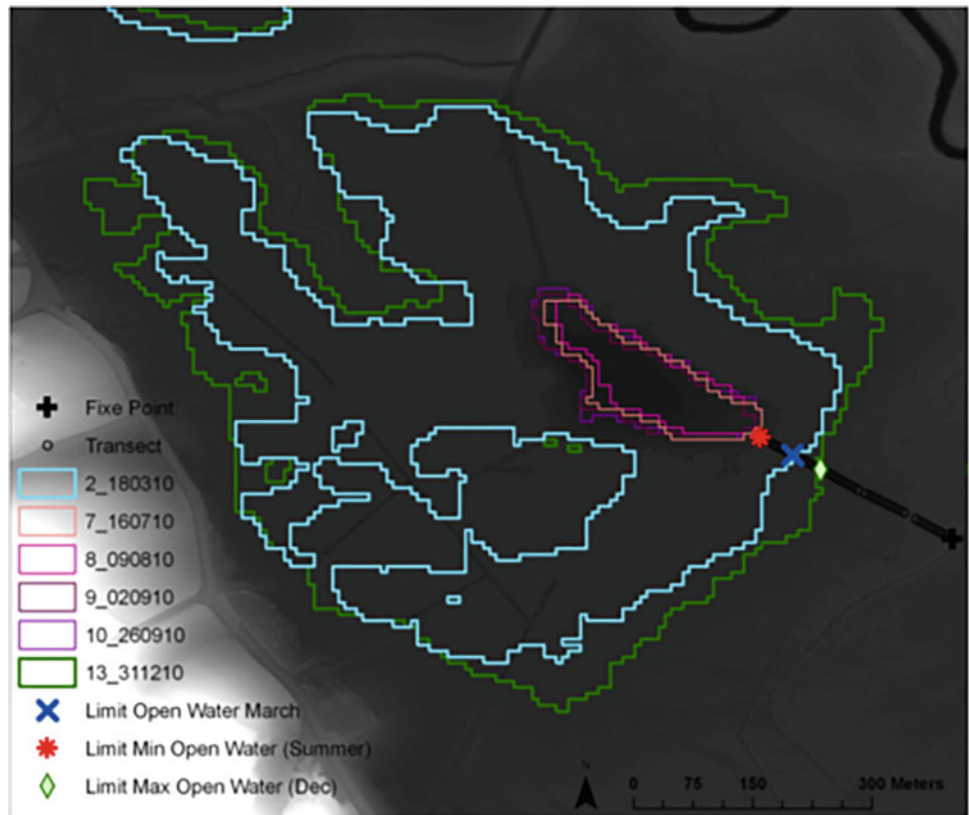 Fixe Point
Transect
2_180310
7_160710
8_090810
9_020910
10_260910
13_311210
Limit Open Water March
Limit Min Open Water (Summer)
Limit Max Open Water (Dec)
N
0 75 150 300 Meters